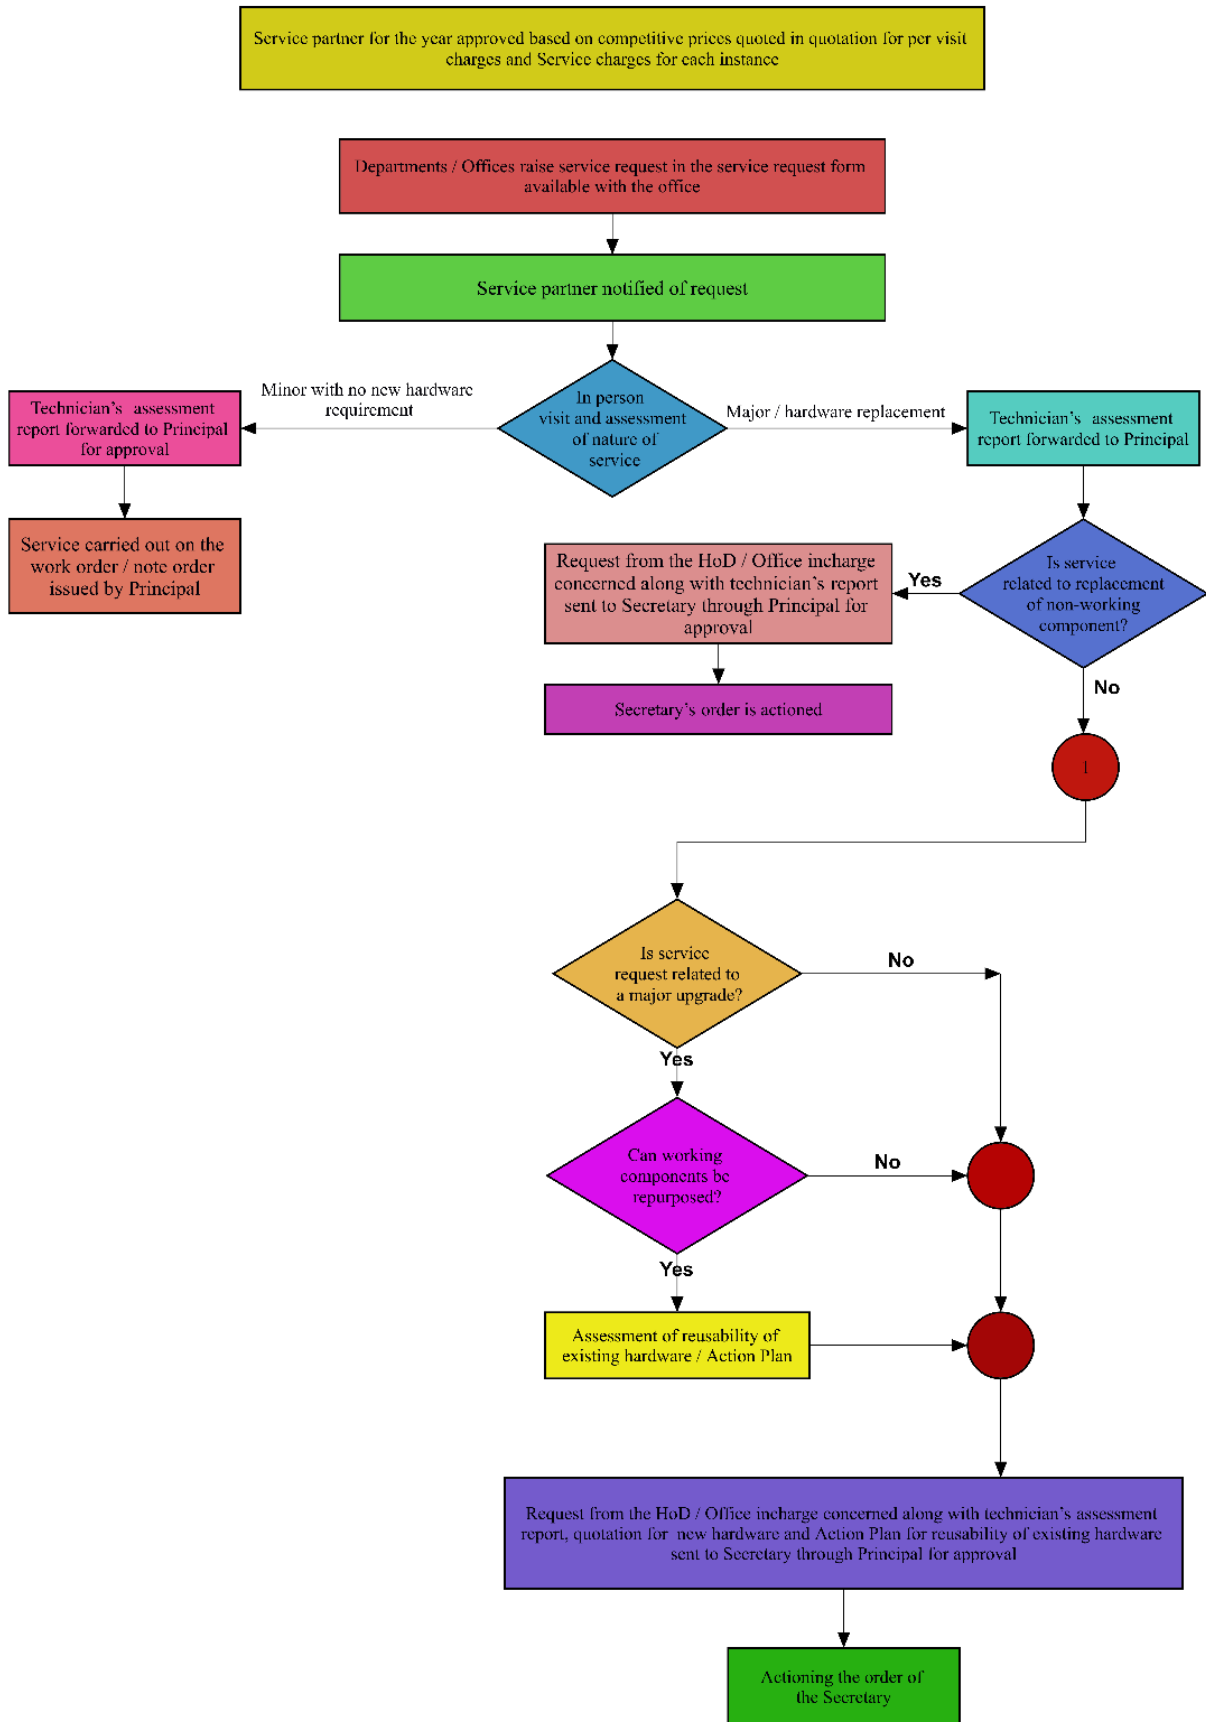 Service partner for the year approved based on competitive prices quoted in quotation for per visit
charges and Service charges for each instance
Departments / Offices raise service request in the service request form
available with the office
Service partner notified of request
In person
visit and assessment
of nature of
service
Minor with no new hardware
requirement
Technician's assessment
report forwarded to Principal
for approval
Service carried out on the
work order / note order
issued by Principal
Major / hardware replacement
Technician's assessment
report forwarded to Principal
Is service
related to replacement
of non-working
component?
Yes
Request from the HoD / Office incharge
concerned along with technician's report
sent to Secretary through Principal for
approval
Secretary's order is actioned
No
1
Is service
request related to
a major upgrade?
No
Yes
Can working
components be
repurposed?
No
Yes
Assessment of reusability of
existing hardware / Action Plan
Request from the HoD / Office incharge concerned along with technician's assessment
report, quotation for new hardware and Action Plan for reusability of existing hardware
sent to Secretary through Principal for approval
Actioning the order of
the Secretary